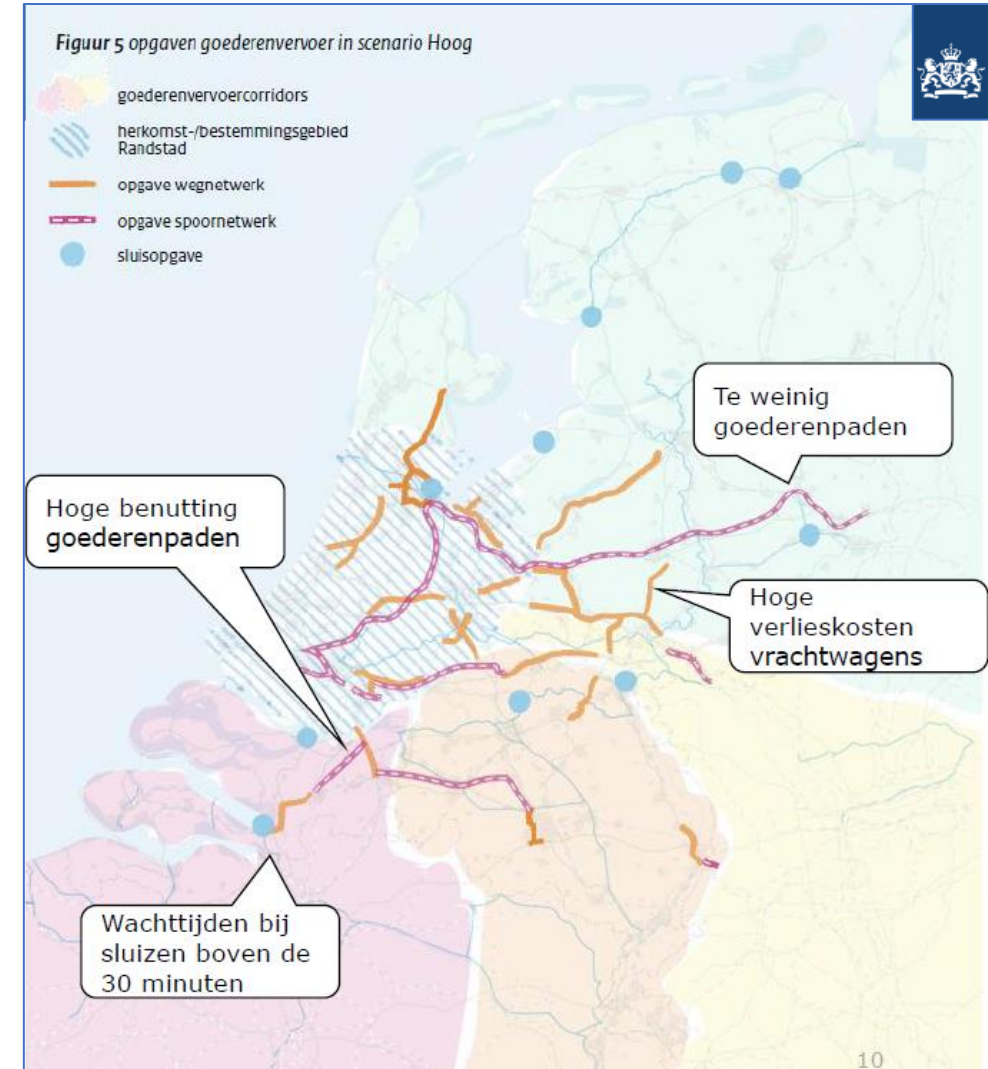 Figuur 5 opgaven goederenvervoer in scenario Hoog
goederenvervoercorridors
herkomst-/bestemmingsgebied
Randstad
opgave wegnetwerk
opgave spoornetwerk
sluisopgave
Te weinig
goederenpaden
Hoge benutting
goederenpaden
Hoge
verlieskosten
vrachtwagens
Wachttijden bij
sluizen boven de
30 minuten
10